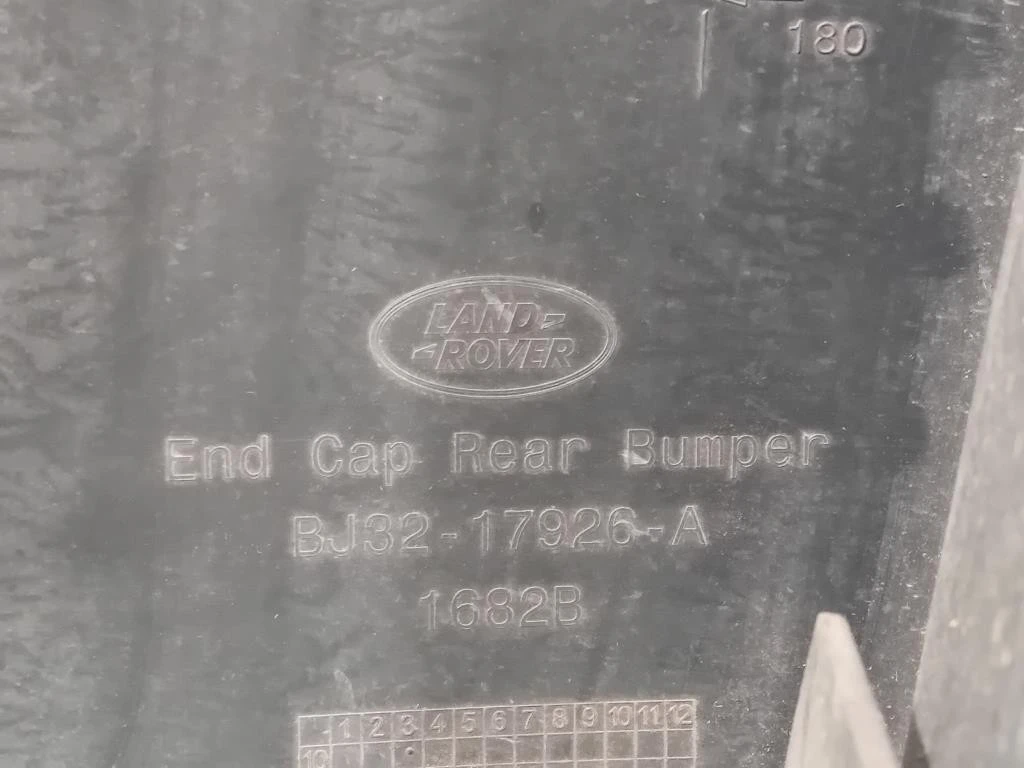 180
LAND
ROVER
End Cap Rear Bumper
BJ32-17926-A
1682B
1 2 3 4 5 6 7 8 9 10 11 12
10